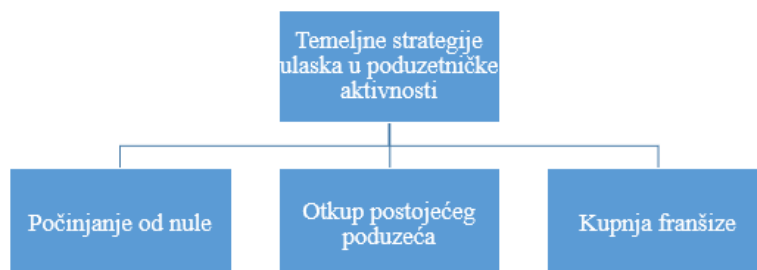 Temeljne strategije
ulaska u poduzetničke
aktivnosti
Počinjanje od nule
Otkup postojećeg
poduzeća
Kupnja franšize